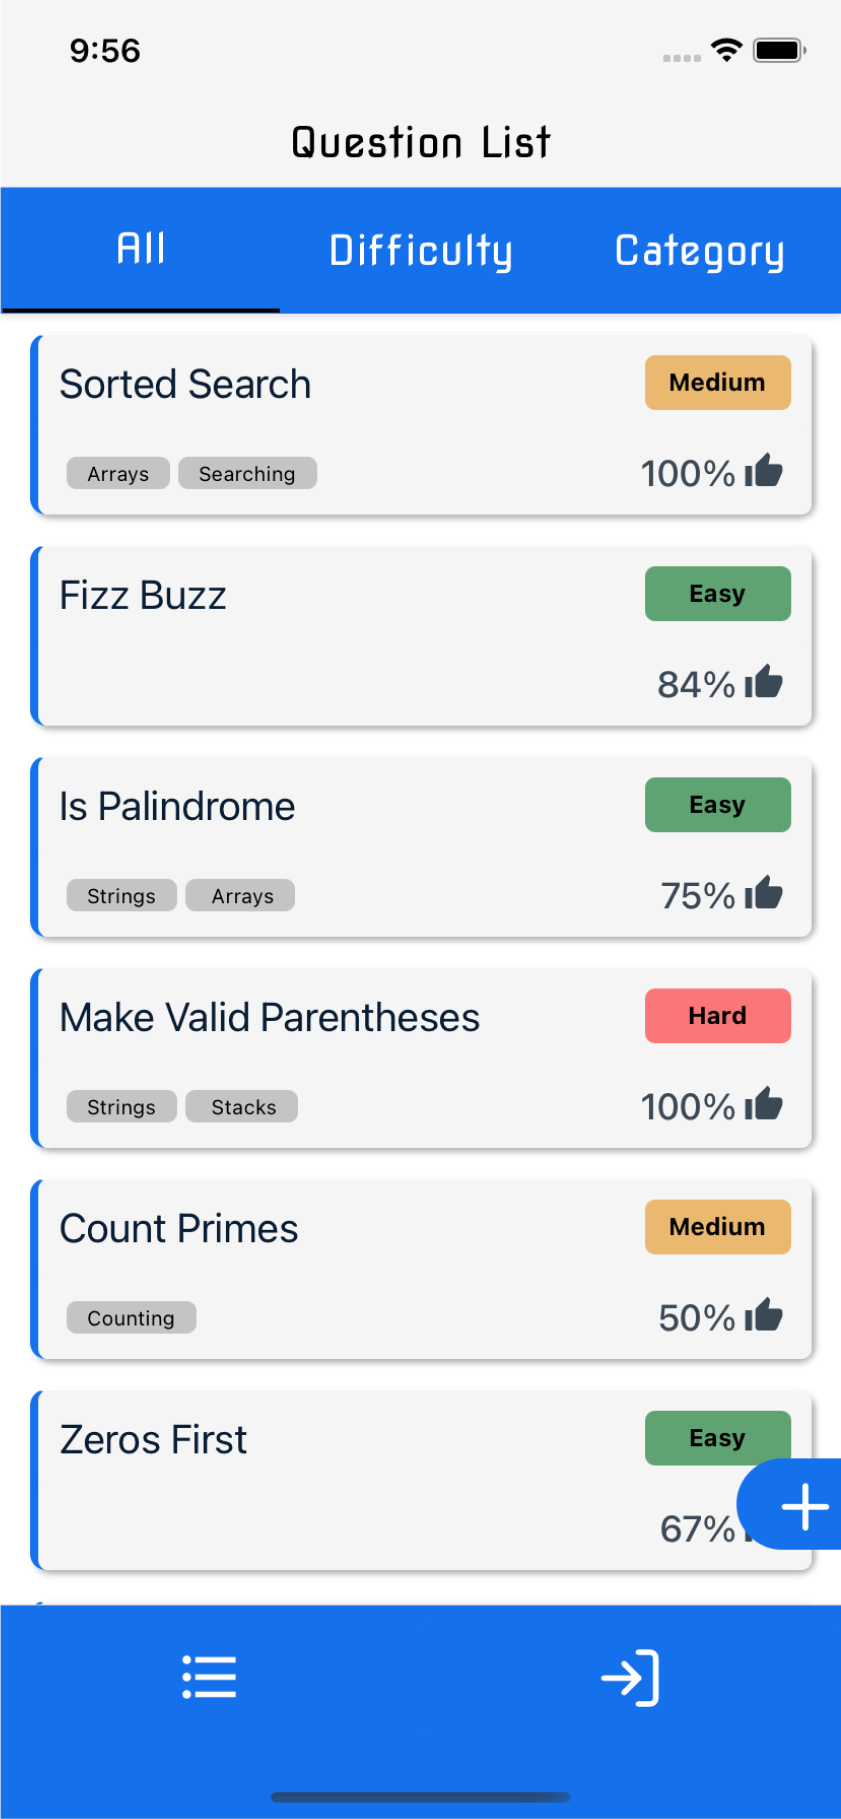 9:56
Question List
All Difficulty Category
Sorted Search Medium
Arrays Searching 100%
Fizz Buzz Easy
84%
Is Palindrome Easy
Strings Arrays 75%
Make Valid Parentheses Hard
Strings Stacks 100%
Count Primes Medium
Counting 50%
Zeros First Easy
67%